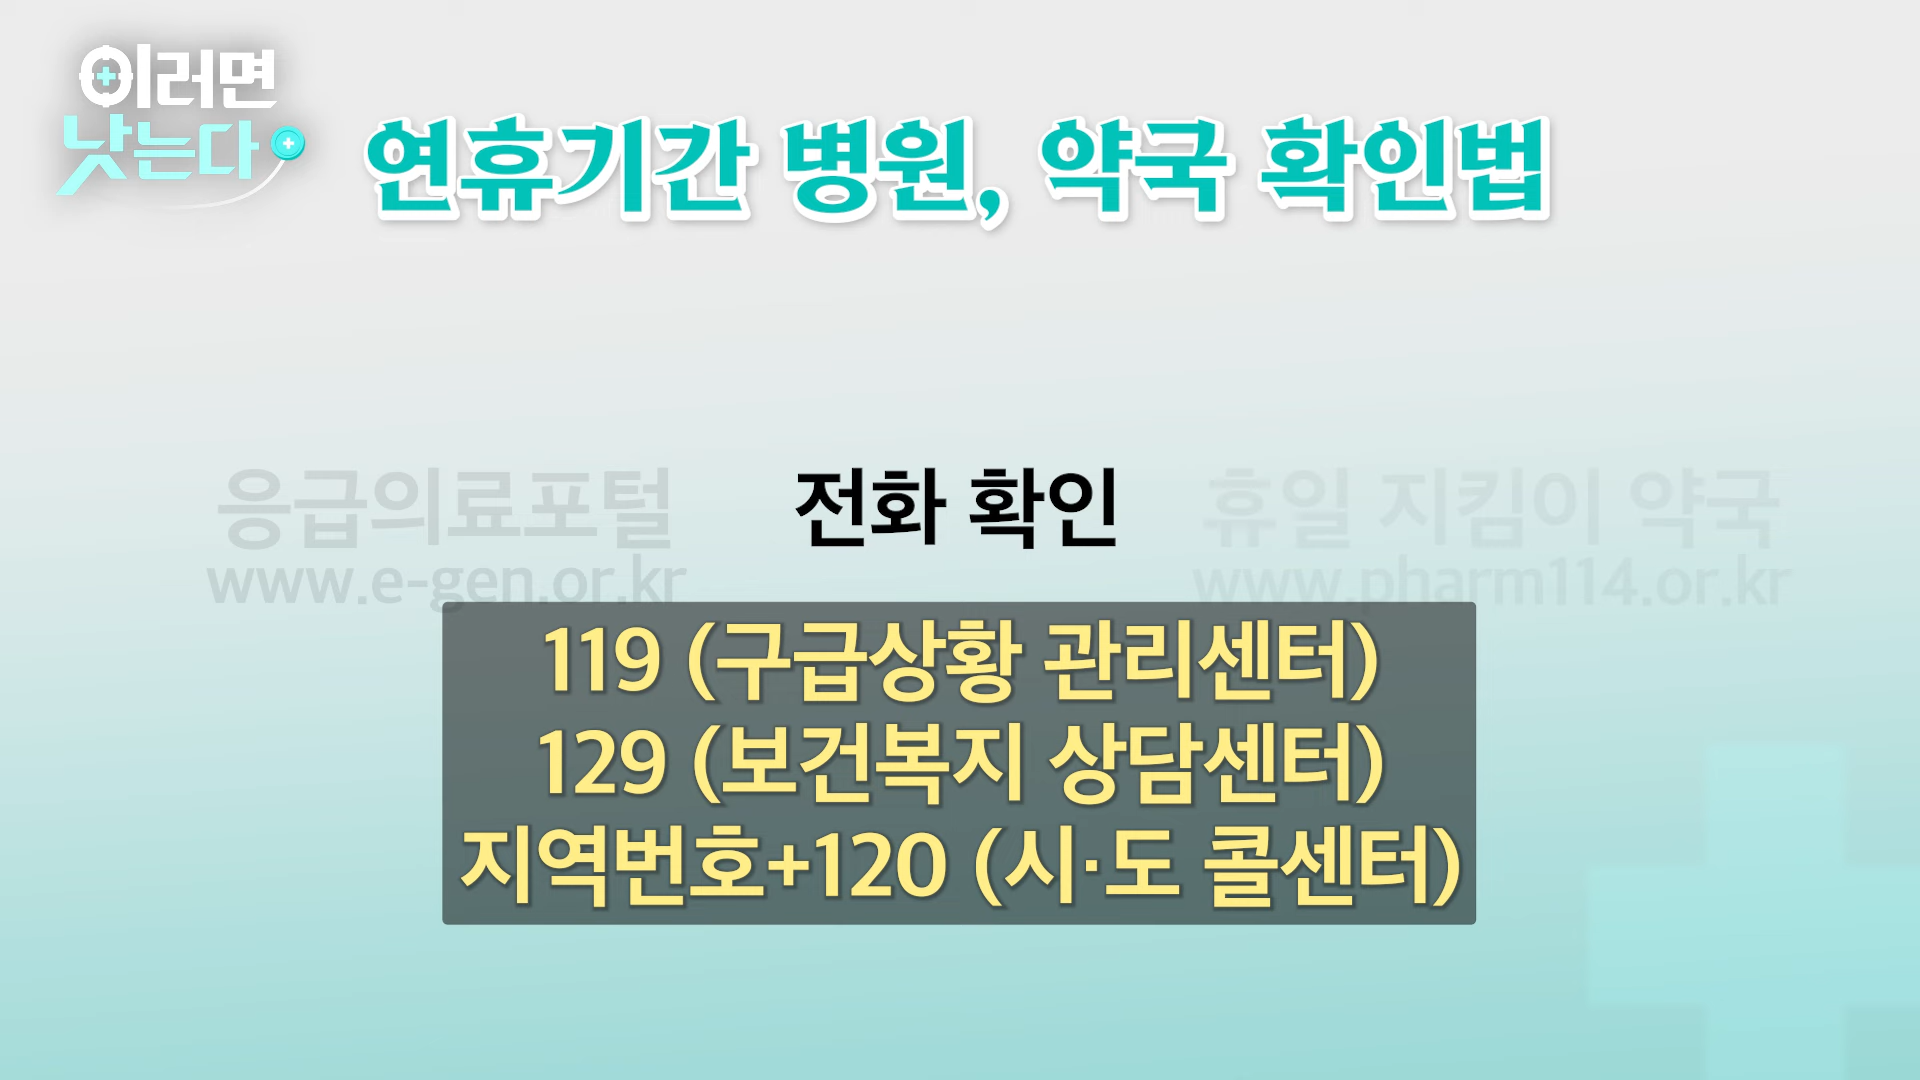 이러면
낫는다
연휴기간 병원, 약국 확인법
응급의료포털
www.e-gen.or.kr
전화 확인
휴일 지킴이 약국
www.pharm114.or.kr
119 (구급상황 관리센터)
129 (보건복지 상담센터)
지역번호+120 (시·도 콜센터)